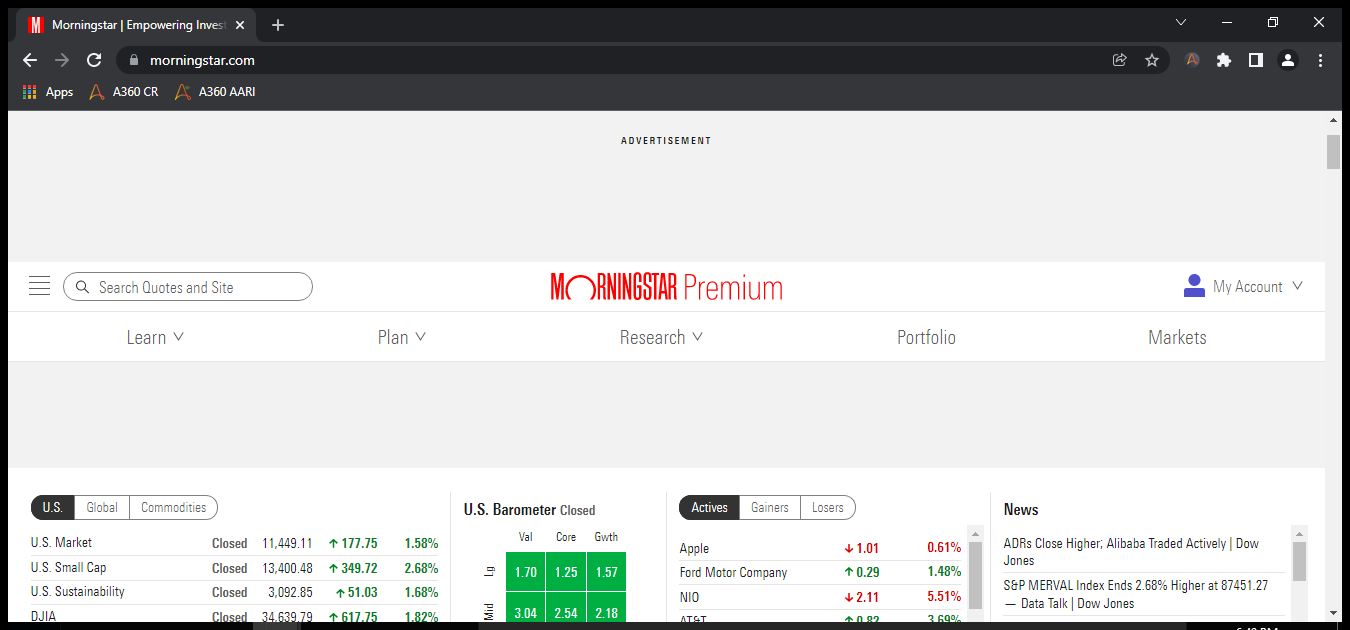 Morningstar | Empowering Invest
morningstar.com
Apps A360 CR A360 AARI
ADVERTISEMENT
Search Quotes and Site
MORNINGSTAR Premium
My Account
Learn Plan Research Portfolio Markets
U.S. Global Commodities
U.S. Market Closed 11,449.11 177.75 1.58%
U.S. Small Cap Closed 13,400.48 349.72 2.68%
U.S. Sustainability Closed 3,092.85 51.03 1.68%
DJIA Closed 34,639.79 617.75 1.82%
U.S. Barometer Closed
Val Core Gwth
Lg 1.70 1.25 1.57
Mid 3.04 2.54 2.18
Actives Gainers Losers
Apple 1.01 0.61%
Ford Motor Company 0.29 1.48%
NIO 2.11 5.51%
AT&T 0.82 3.69%
News
ADRs Close Higher; Alibaba Traded Actively | Dow
Jones
S&P MERVAL Index Ends 2.68% Higher at 87451.27
— Data Talk | Dow Jones